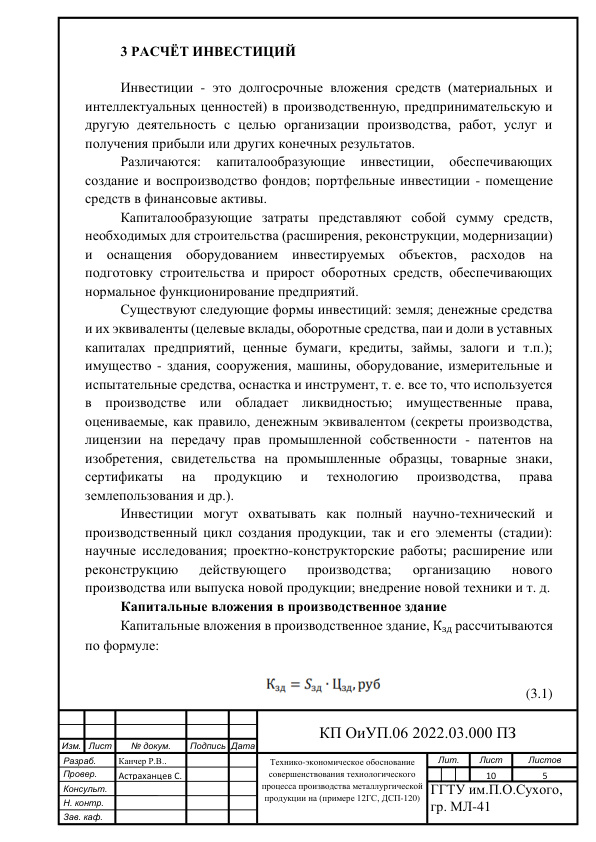 3 РАСЧЁТ ИНВЕСТИЦИЙ
Инвестиции - это долгосрочные вложения средств (материальных и
интеллектуальных ценностей) в производственную, предпринимательскую и
другую деятельность с целью организации производства, работ, услуг и
получения прибыли или других конечных результатов.
Различаются: капиталообразующие инвестиции, обеспечивающих
создание и воспроизводство фондов; портфельные инвестиции - помещение
средств в финансовые активы.
Капиталообразующие затраты представляют собой сумму средств,
необходимых для строительства (расширения, реконструкции, модернизации)
и оснащения оборудованием инвестируемых объектов, расходов на
подготовку строительства и прирост оборотных средств, обеспечивающих
нормальное функционирование предприятий.
Существуют следующие формы инвестиций: земля; денежные средства
и их эквиваленты (целевые вклады, оборотные средства, паи и доли в уставных
капиталах предприятий, ценные бумаги, кредиты, займы, залоги и т.п.);
имущество - здания, сооружения, машины, оборудование, измерительные и
испытательные средства, оснастка и инструмент, т. е. все то, что используется
в производстве или обладает ликвидностью; имущественные права,
оцениваемые, как правило, денежным эквивалентом (секреты производства,
лицензии на передачу прав промышленной собственности - патентов на
изобретения, свидетельства на промышленные образцы, товарные знаки,
сертификаты на продукцию и технологию производства, права
землепользования и др.).
Инвестиции могут охватывать как полный научно-технический и
производственный цикл создания продукции, так и его элементы (стадии):
научные исследования; проектно-конструкторские работы; расширение или
реконструкцию действующего производства; организацию нового
производства или выпуска новой продукции; внедрение новой техники и т. д.
Капитальные вложения в производственное здание
Капитальные вложения в производственное здание, Кзд рассчитываются
по формуле:
Кзд = Sзд · Цзд, руб
(3.1)
КП ОиУП.06 2022.03.000 ПЗ
Изм. Лист № докум. Подпись Дата
Разраб. Канчер Р.В..
Провер. Астраханцев С.
Консульт.
Н. контр.
Зав. каф.
Технико-экономическое обоснование
совершенствования технологического
процесса производства металлургической
продукции на (примере 12ГС, ДСП-120)
Лит. Лист Листов
10 5
ГГТУ им.П.О.Сухого,
гр. МЛ-41